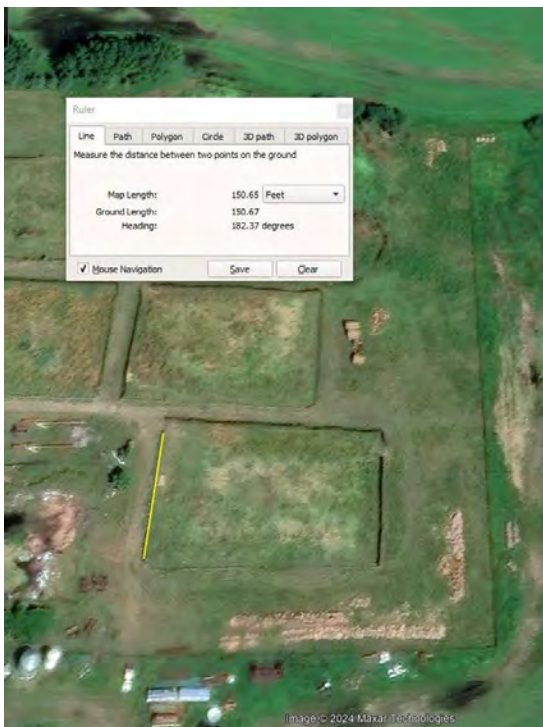 Ruler
Line Path Polygon Circle 3D path 3D polygon
Measure the distance between two points on the ground
Map Length: 150.65 Feet
Ground Length: 150.67
Heading: 182.37 degrees
Mouse Navigation Save Clear
Image © 2024 Maxar Technologies